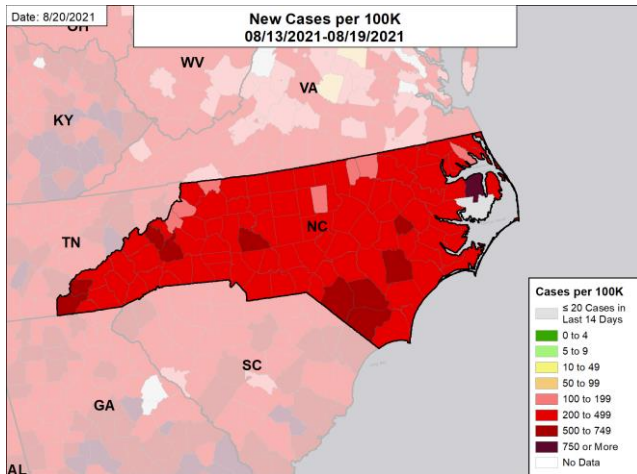 Date: 8/20/2021
New Cases per 100K
08/13/2021-08/19/2021
OH
WV
VA
KY
TN
NC
SC
GA
AL
Cases per 100K
≤ 20 Cases in
Last 14 Days
0 to 4
5 to 9
10 to 49
50 to 99
100 to 199
200 to 499
500 to 749
750 or More
No Data